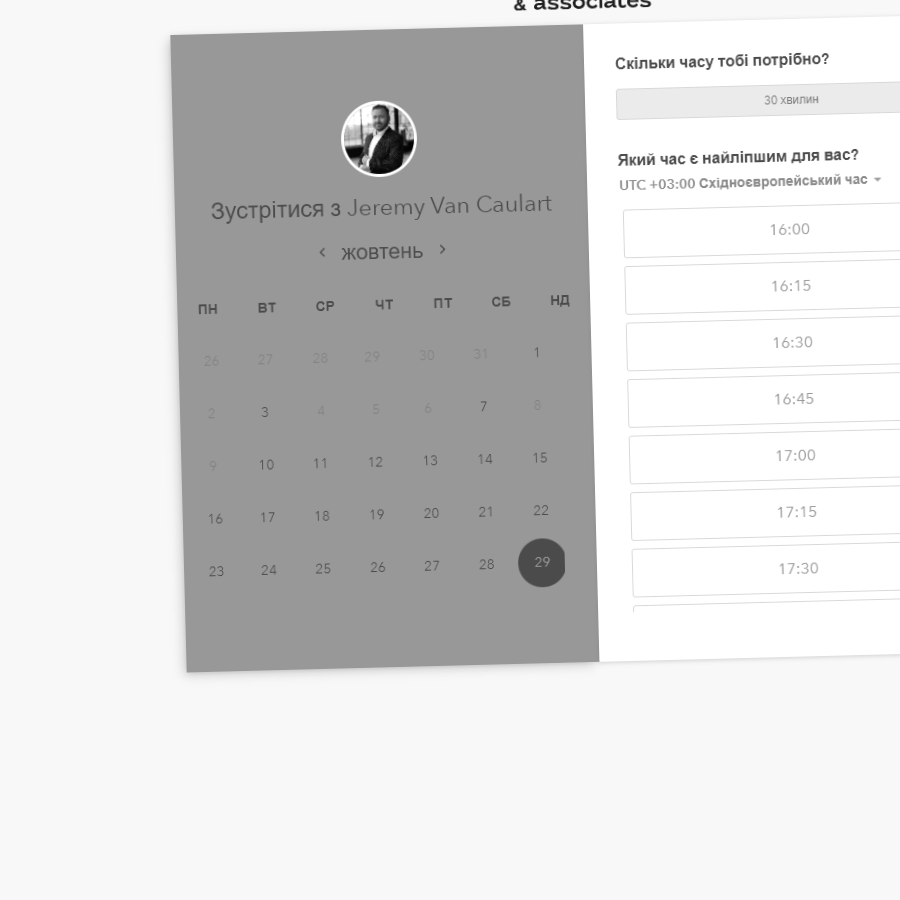 & associates
Зустрітися з Jeremy Van Caulart
жовтень
ПН ВТ СР ЧТ ПТ СБ НД
26 27 28 29 30 31 1
2 3 4 5 6 7 8
9 10 11 12 13 14 15
16 17 18 19 20 21 22
23 24 25 26 27 28 29
Скільки часу тобі потрібно?
30 хвилин
Який час є найліпшим для вас?
UTC +03:00 Східноєвропейський час
16:00
16:15
16:30
16:45
17:00
17:15
17:30